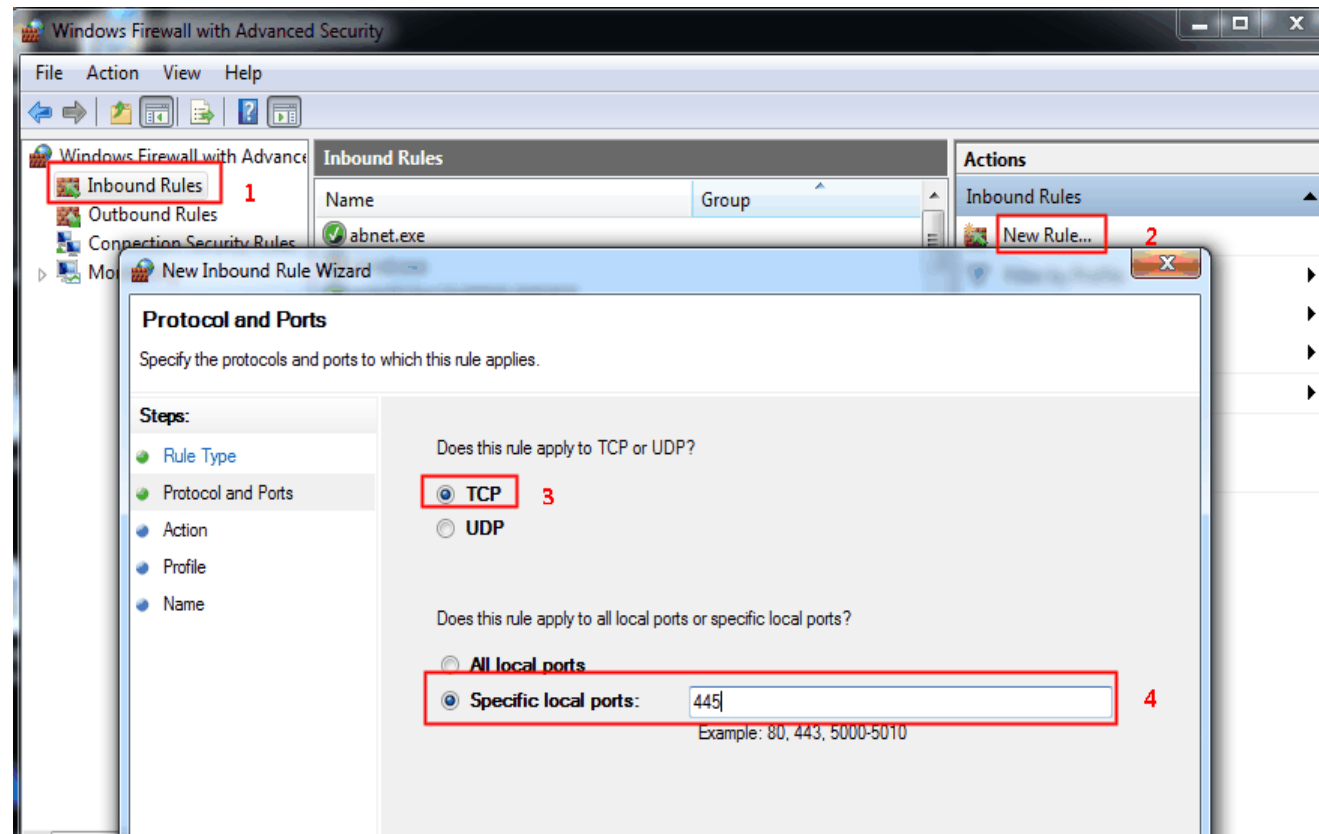 Windows Firewall with Advanced Security
File Action View Help
Windows Firewall with Advance
Inbound Rules
1
Outbound Rules
Connection Security Rules
Mo
Inbound Rules
Name Group
abnet.exe
Actions
Inbound Rules
New Rule... 2
New Inbound Rule Wizard
Protocol and Ports
Specify the protocols and ports to which this rule applies.
Steps:
Rule Type
Protocol and Ports
Action
Profile
Name
Does this rule apply to TCP or UDP?
TCP 3
UDP
Does this rule apply to all local ports or specific local ports?
All local ports
Specific local ports: 445 4
Example: 80, 443, 5000-5010